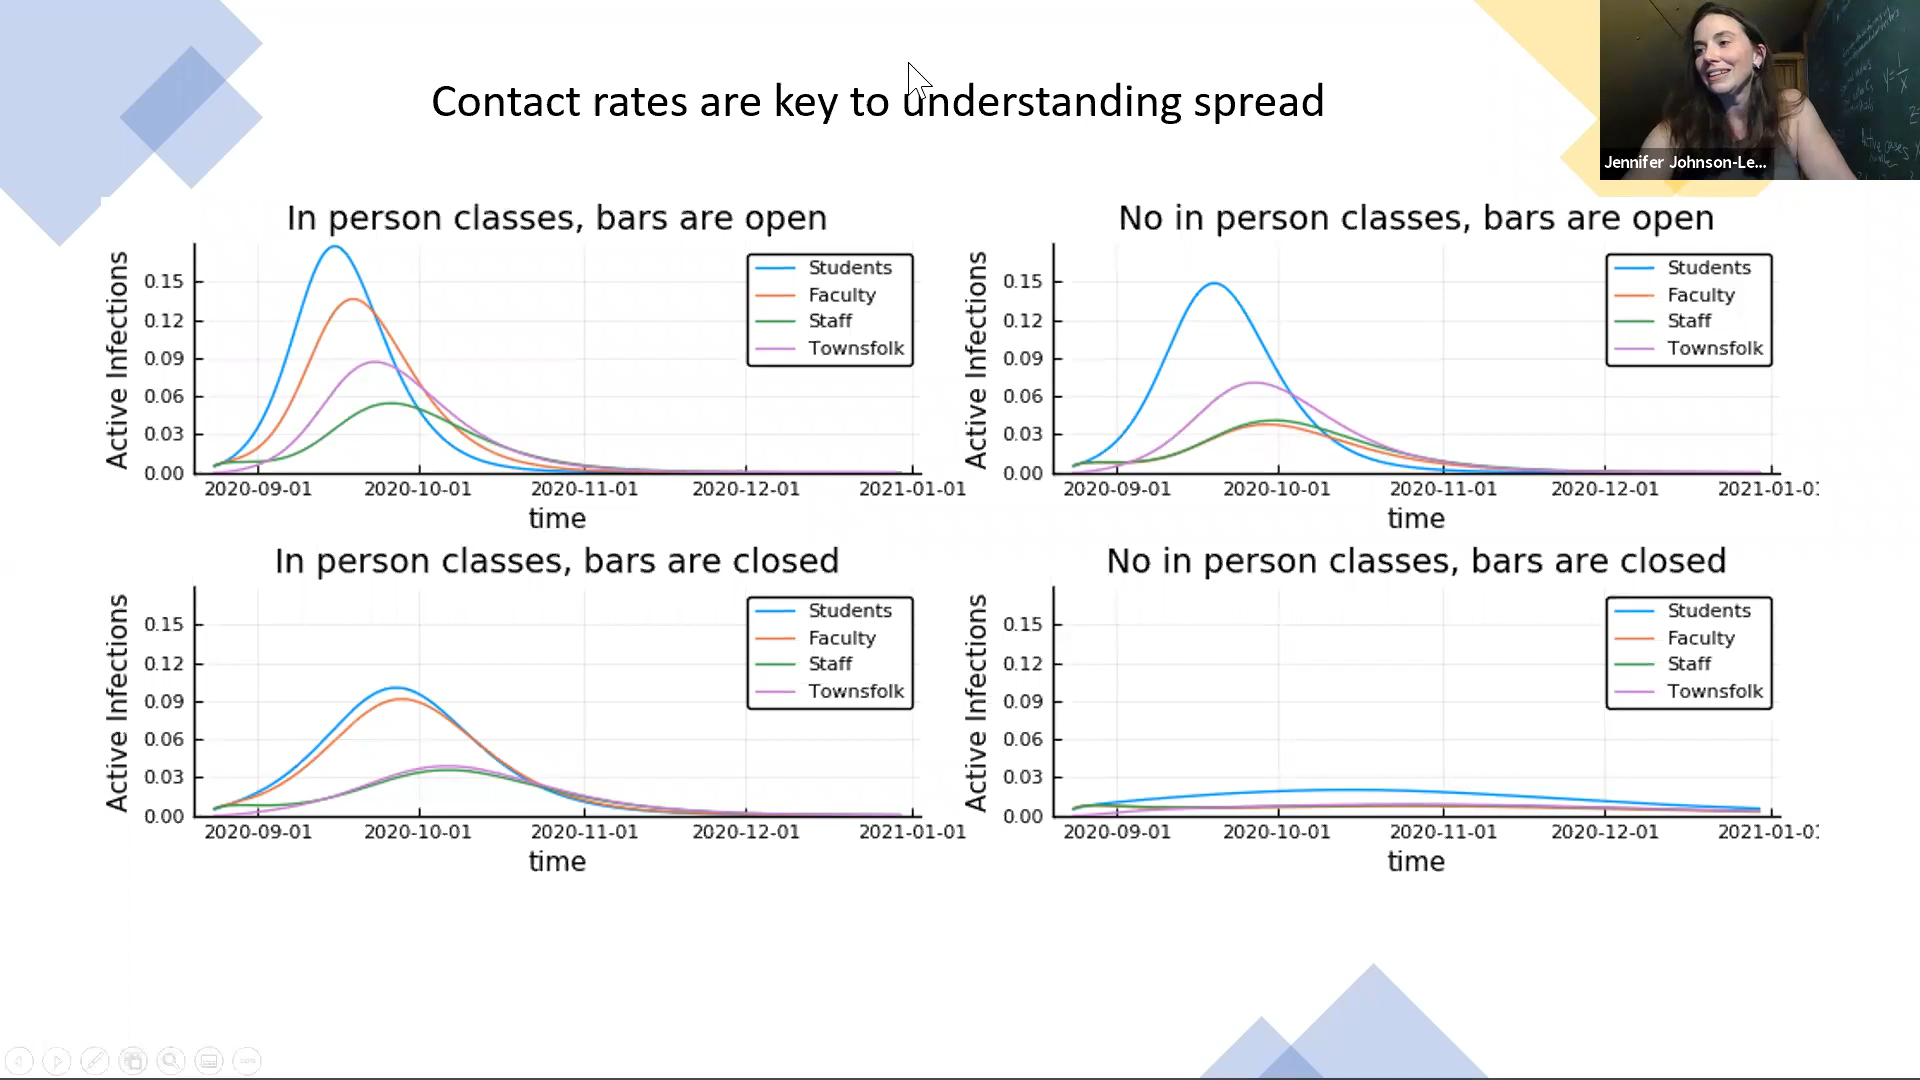 Contact rates are key to understanding spread
Jennifer Johnson-Le...
Y=1/X
In person classes, bars are open
Active Infections
0.15
0.12
0.09
0.06
0.03
0.00
Students
Faculty
Staff
Townsfolk
2020-09-01 2020-10-01 2020-11-01 2020-12-01 2021-01-01
time
No in person classes, bars are open
Active Infections
0.15
0.12
0.09
0.06
0.03
0.00
Students
Faculty
Staff
Townsfolk
2020-09-01 2020-10-01 2020-11-01 2020-12-01 2021-01-0
time
In person classes, bars are closed
Active Infections
0.15
0.12
0.09
0.06
0.03
0.00
Students
Faculty
Staff
Townsfolk
2020-09-01 2020-10-01 2020-11-01 2020-12-01 2021-01-01
time
No in person classes, bars are closed
Active Infections
0.15
0.12
0.09
0.06
0.03
0.00
Students
Faculty
Staff
Townsfolk
2020-09-01 2020-10-01 2020-11-01 2020-12-01 2021-01-0
time